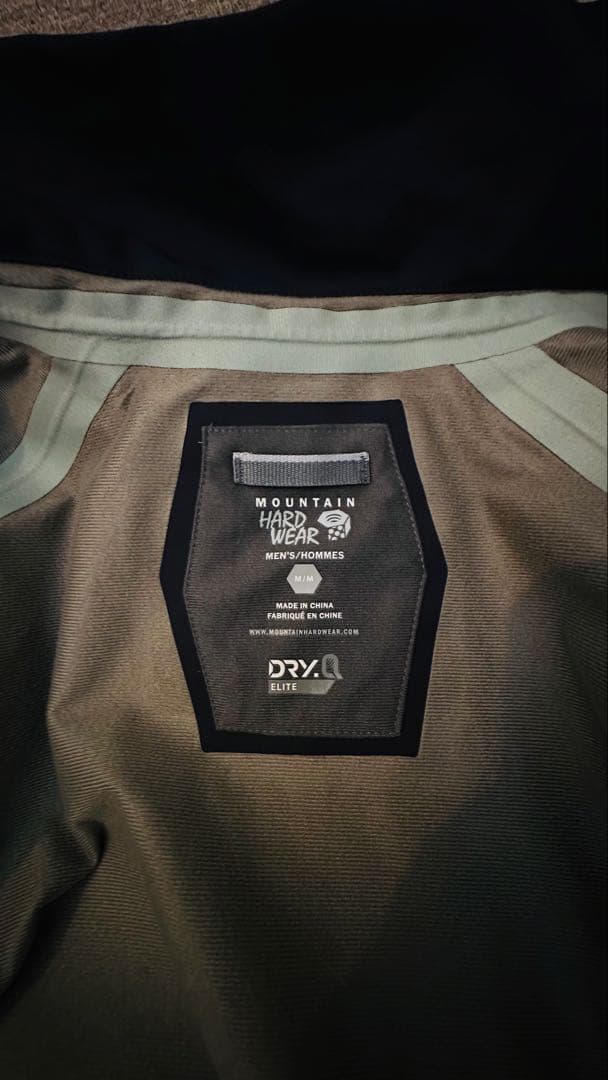 MOUNTAIN
HARD
WEAR
MEN'S/HOMMES
M/M
MADE IN CHINA
FABRIQUÉ EN CHINE
WWW.MOUNTAINHARDWEAR.COM
DRY.Q
ELITE